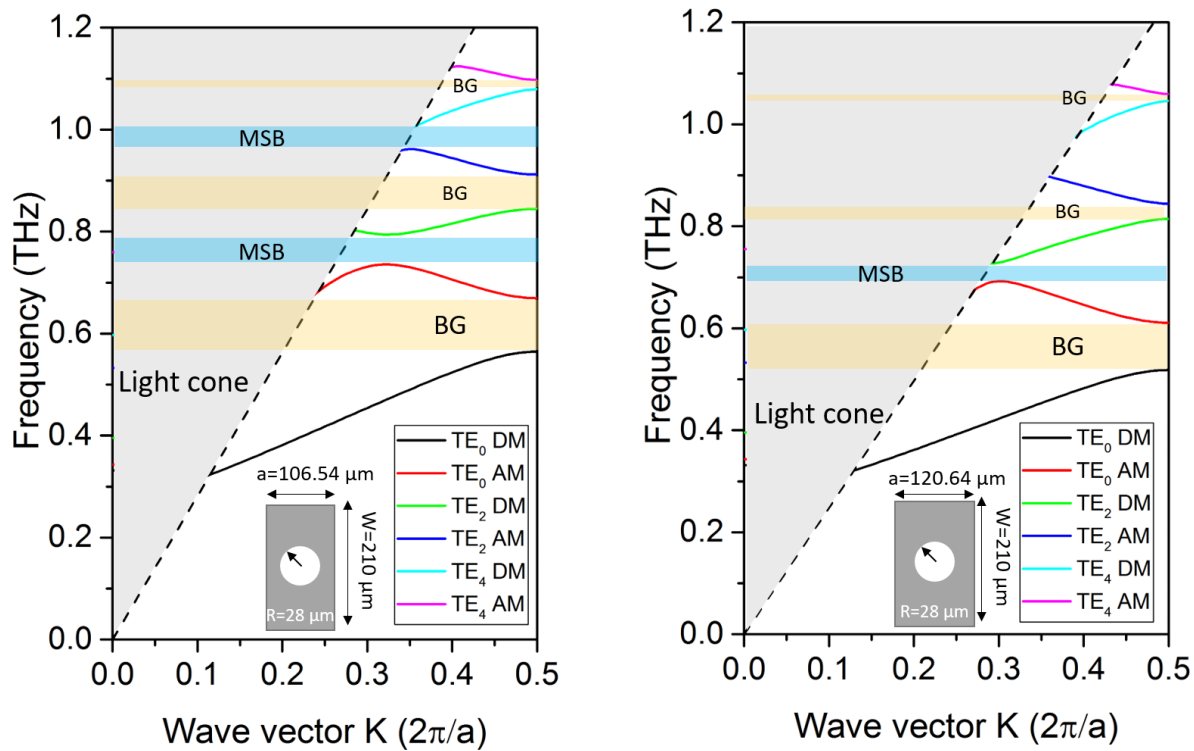 1.2
1.0
0.8
0.6
0.4
0.2
0.0
Frequency (THz)
BG
MSB
BG
MSB
BG
Light cone
a=106.54 μm
W=210 μm
R=28 μm
TE₀ DM
TE₀ AM
TE₂ DM
TE₂ AM
TE₄ DM
TE₄ AM
0.0 0.1 0.2 0.3 0.4 0.5
Wave vector K (2π/a)
1.2
1.0
0.8
0.6
0.4
0.2
0.0
Frequency (THz)
BG
BG
MSB
BG
Light cone
a=120.64 μm
W=210 μm
R=28 μm
TE₀ DM
TE₀ AM
TE₂ DM
TE₂ AM
TE₄ DM
TE₄ AM
0.0 0.1 0.2 0.3 0.4 0.5
Wave vector K (2π/a)